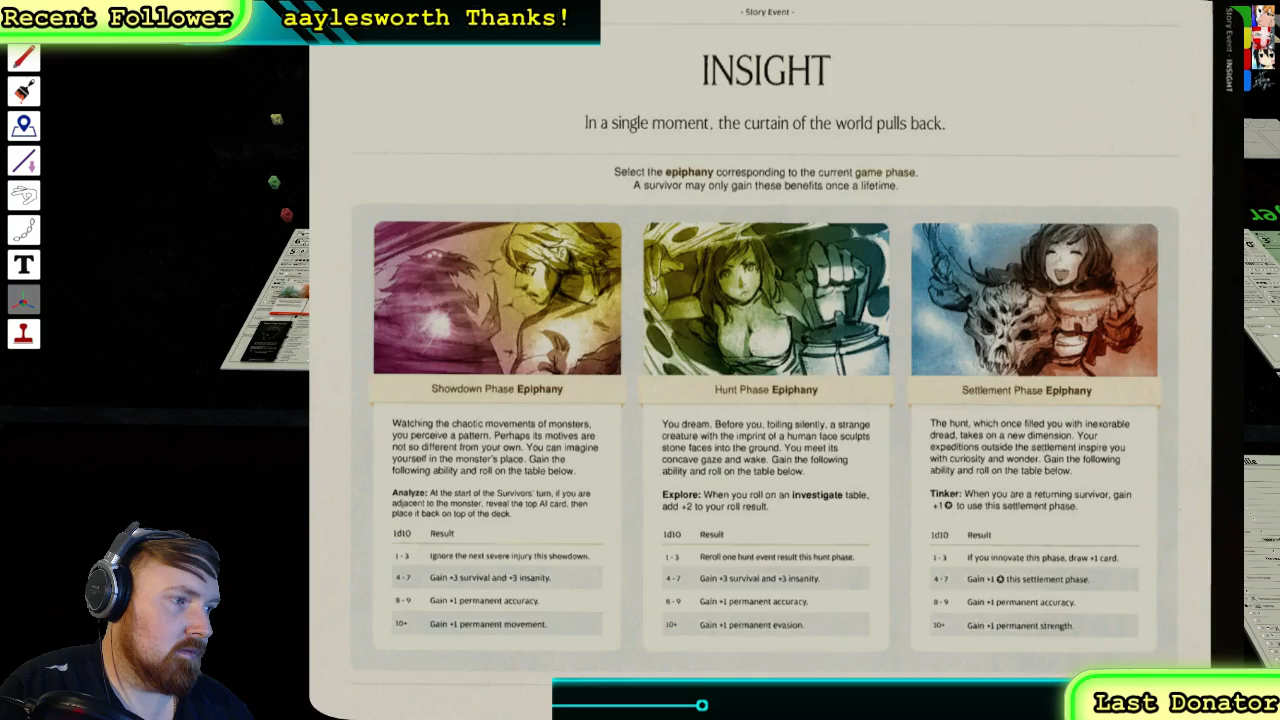 Recent Follower
aaylesworth Thanks!
- Story Event -
Story Event - INSIGHT
INSIGHT
In a single moment, the curtain of the world pulls back.
Select the epiphany corresponding to the current game phase.
A survivor may only gain these benefits once a lifetime.
T
Showdown Phase Epiphany
Watching the chaotic movements of monsters,
you perceive a pattern. Perhaps its motives are
not so different from your own. You can imagine
yourself in the monster's place. Gain the
following ability and roll on the table below.
Analyze: At the start of the Survivors' turn, if you are
adjacent to the monster, reveal the top AI card, then
place it back on top of the deck.
1d10 Result
1 - 3 Ignore the next severe injury this showdown.
4 - 7 Gain +3 survival and +3 insanity.
8 - 9 Gain +1 permanent accuracy.
10+ Gain +1 permanent movement.
Hunt Phase Epiphany
You dream. Before you, toiling silently, a strange
creature with the imprint of a human face sculpts
stone faces into the ground. You meet its
concave gaze and wake. Gain the following
ability and roll on the table below.
Explore: When you roll on an investigate table,
add +2 to your roll result.
1d10 Result
1 - 3 Reroll one hunt event result this hunt phase.
4 - 7 Gain +3 survival and +3 insanity.
8 - 9 Gain +1 permanent accuracy.
10+ Gain +1 permanent evasion.
Settlement Phase Epiphany
The hunt, which once filled you with inexorable
dread, takes on a new dimension. Your
expeditions outside the settlement inspire you
with curiosity and wonder. Gain the following
ability and roll on the table below.
Tinker: When you are a returning survivor, gain
+1 to use this settlement phase.
1d10 Result
1 - 3 If you innovate this phase, draw +1 card.
4 - 7 Gain +1 this settlement phase.
8 - 9 Gain +1 permanent accuracy.
10+ Gain +1 permanent strength.
Last Donator